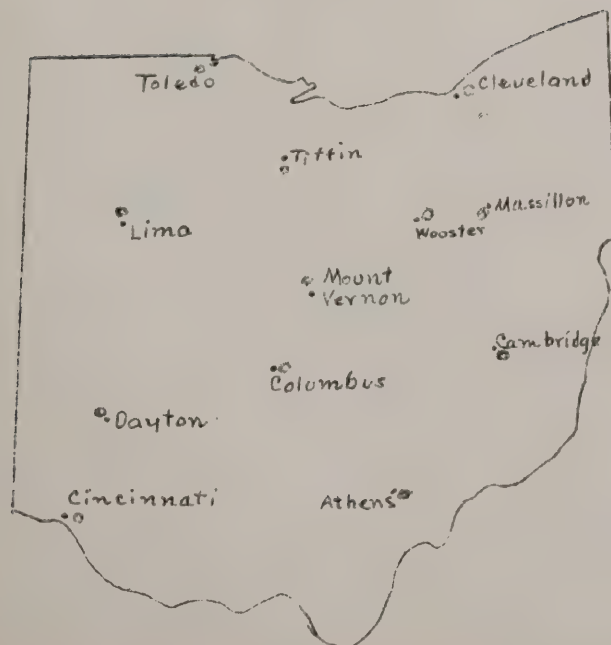 Toledo
Cleveland
Tiffin
Lima
Massillon
Wooster
Mount
Vernon
Cambridge
Columbus
Dayton
Cincinnati
Athens